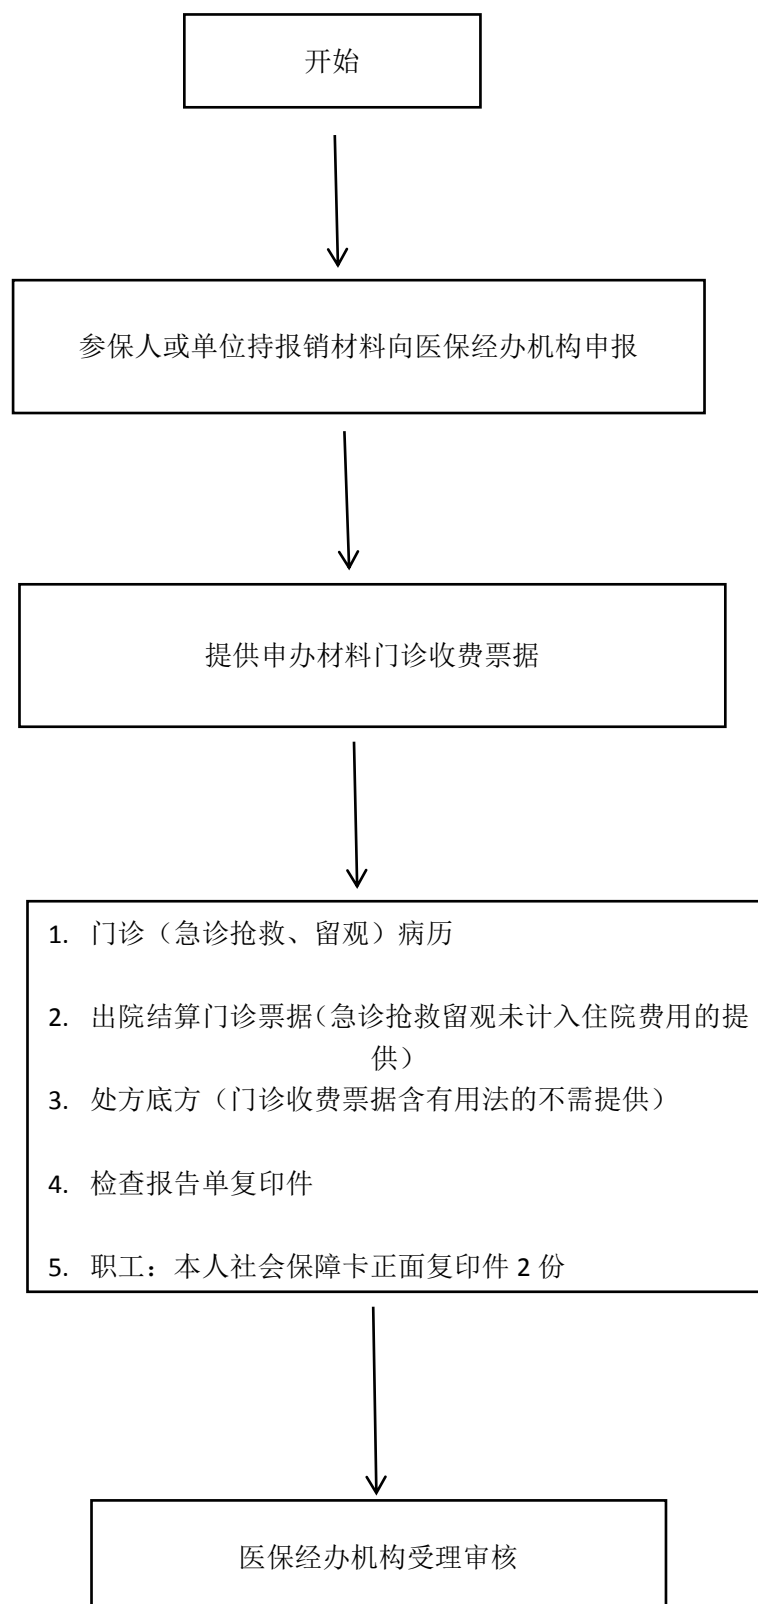 开始
参保人或单位持报销材料向医保经办机构申报
提供申办材料门诊收费票据
1. 门诊（急诊抢救、留观）病历
2. 出院结算门诊票据（急诊抢救留观未计入住院费用的提
供）
3. 处方底方（门诊收费票据含有用法的不需提供）
4. 检查报告单复印件
5. 职工：本人社会保障卡正面复印件 2 份
医保经办机构受理审核